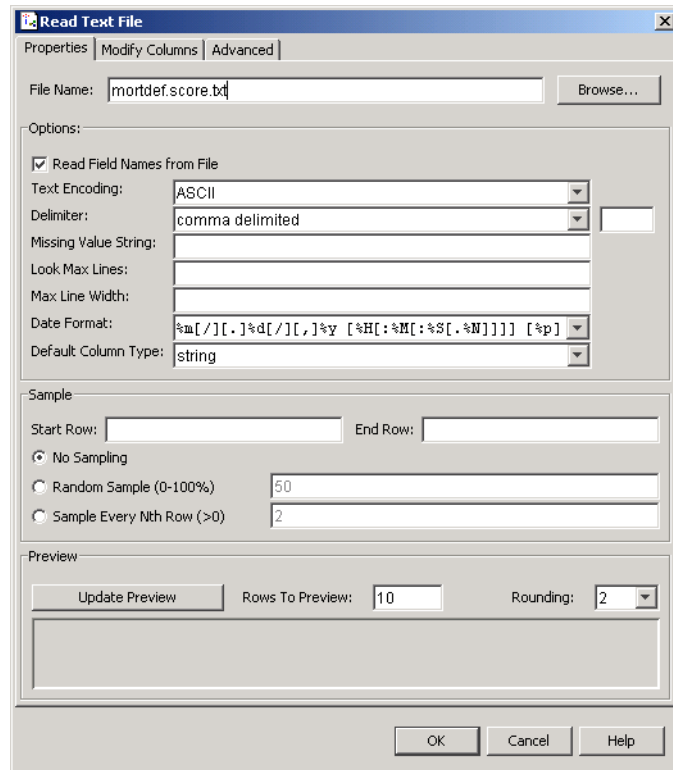 Read Text File
Properties Modify Columns Advanced
File Name: mortdef.score.txt Browse...
Options:
Read Field Names from File
Text Encoding: ASCII
Delimiter: comma delimited
Missing Value String:
Look Max Lines:
Max Line Width:
Date Format: %m[/][.]%d[/][,]%y [%H[:%M[:%S[.%N]]]] [%p]
Default Column Type: string
Sample
Start Row: End Row:
No Sampling
Random Sample (0-100%) 50
Sample Every Nth Row (>0) 2
Preview
Update Preview Rows To Preview: 10 Rounding: 2
OK Cancel Help